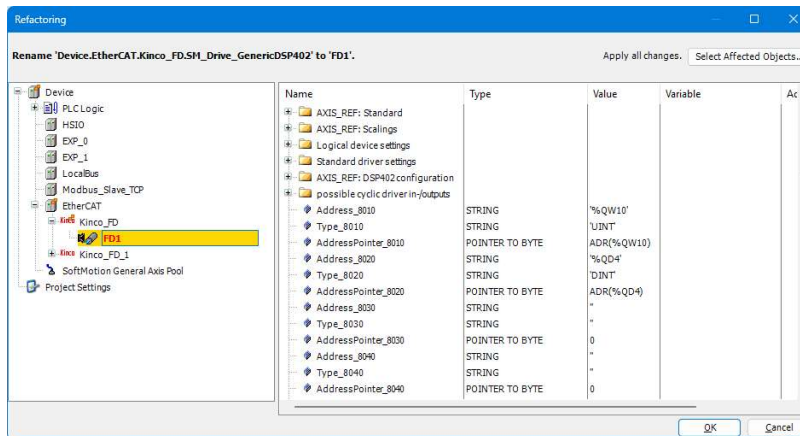 Refactoring
Rename 'Device.EtherCAT.Kinco_FD.SM_Drive_GenericDSP402' to 'FD1'.
Apply all changes. Select Affected Objects...
Device
PLC Logic
HSIO
EXP_0
EXP_1
LocalBus
Modbus_Slave_TCP
EtherCAT
Kinco Kinco_FD
FD1
Kinco Kinco_FD_1
SoftMotion General Axis Pool
Project Settings
Name Type Value Variable Ac
AXIS_REF: Standard
AXIS_REF: Scalings
Logical device settings
Standard driver settings
AXIS_REF: DSP402 configuration
possible cyclic driver in-/outputs
Address_8010 STRING '%QW10'
Type_8010 STRING 'UINT'
AddressPointer_8010 POINTER TO BYTE ADR(%QW10)
Address_8020 STRING '%QD4'
Type_8020 STRING 'DINT'
AddressPointer_8020 POINTER TO BYTE ADR(%QD4)
Address_8030 STRING ''
Type_8030 STRING ''
AddressPointer_8030 POINTER TO BYTE 0
Address_8040 STRING ''
Type_8040 STRING ''
AddressPointer_8040 POINTER TO BYTE 0
OK Cancel